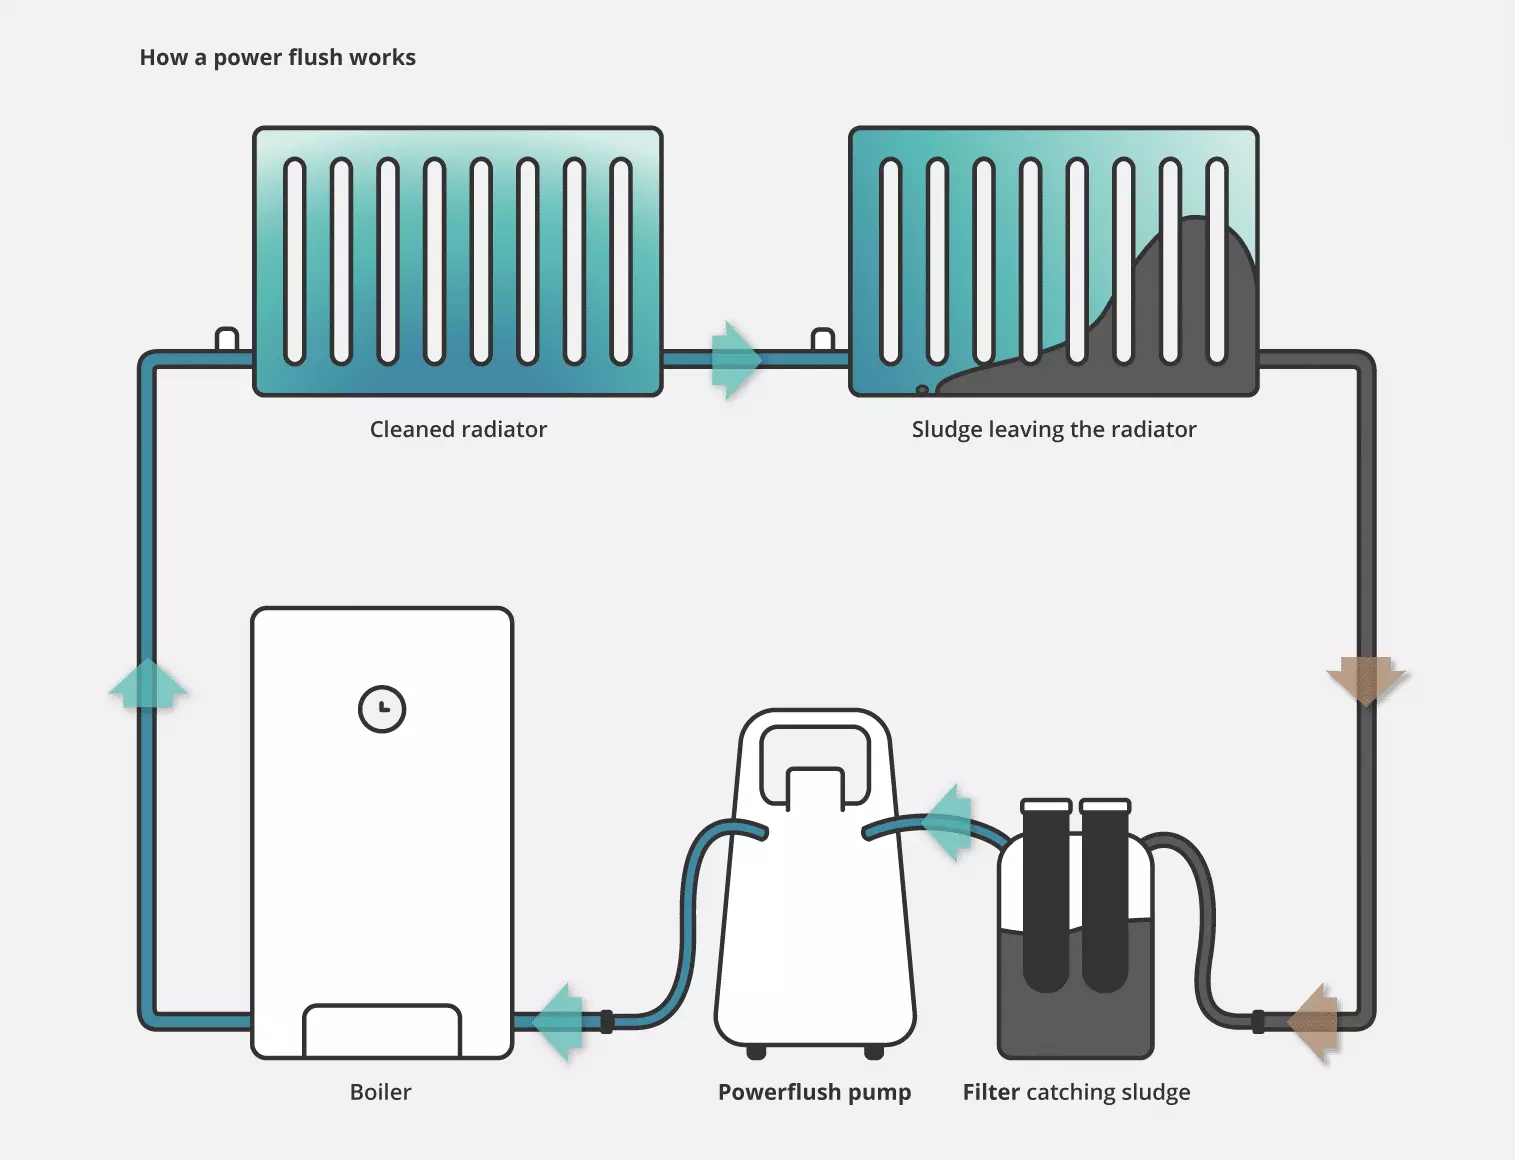 How a power flush works
Cleaned radiator
Sludge leaving the radiator
Boiler
Powerflush pump
Filter catching sludge